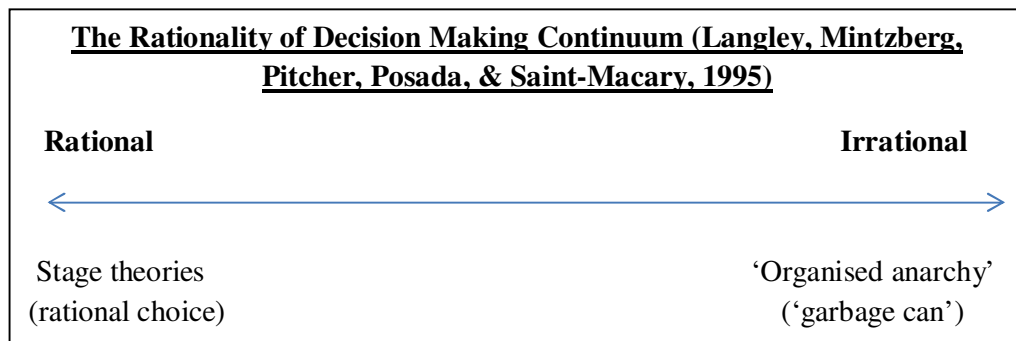 The Rationality of Decision Making Continuum (Langley, Mintzberg,
Pitcher, Posada, & Saint-Macary, 1995)
Rational Irrational
Stage theories ‘Organised anarchy’
(rational choice) (‘garbage can’)